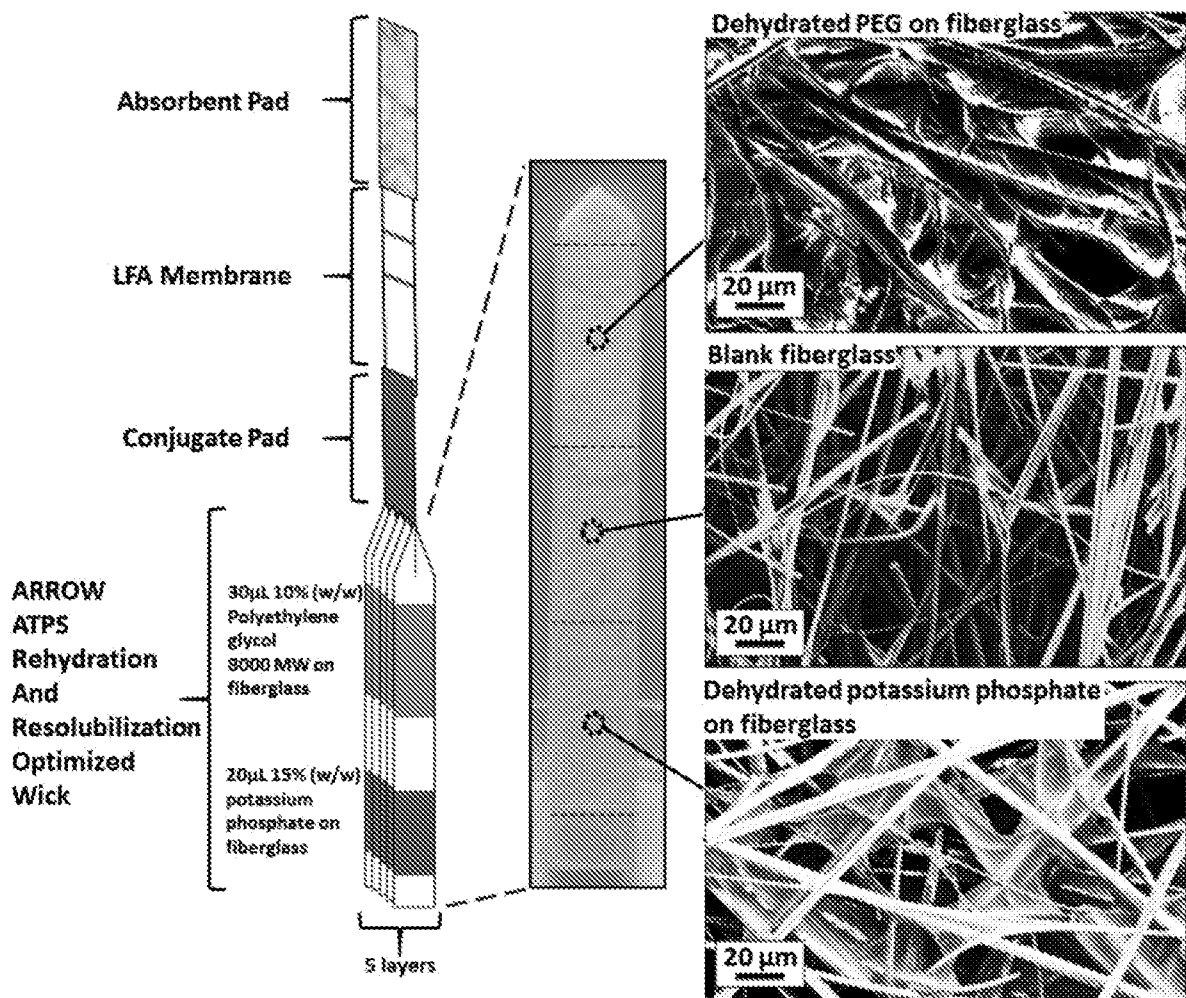 Absorbent Pad
LFA Membrane
Conjugate Pad
ARROW
ATPS
Rehydration
And
Resolubilization
Optimized
Wick
30µL 10% (w/w)
Polyethylene
glycol
8000 MW on
fiberglass
20µL 15% (w/w)
potassium
phosphate on
fiberglass
5 layers
Dehydrated PEG on fiberglass
20 µm
Blank fiberglass
20 µm
Dehydrated potassium phosphate
on fiberglass
20 µm